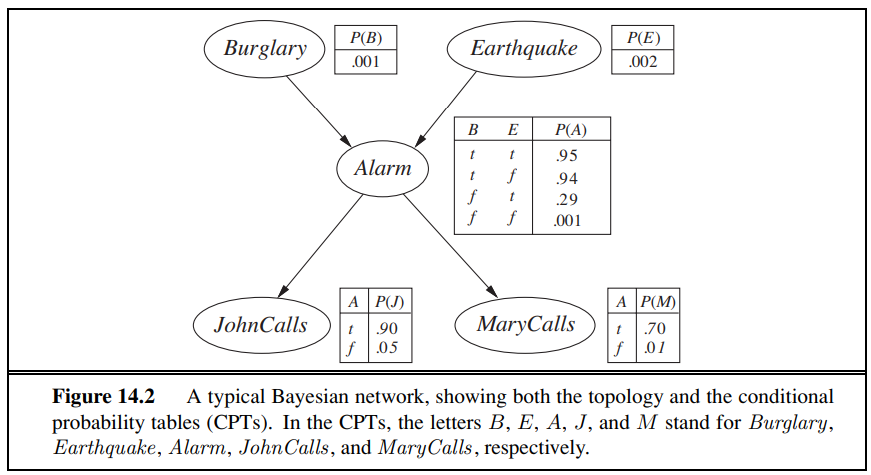 Burglary
P(B)
.001
Earthquake
P(E)
.002
B E P(A)
t t .95
t f .94
f t .29
f f .001
Alarm
JohnCalls
A P(J)
t .90
f .05
MaryCalls
A P(M)
t .70
f .01
Figure 14.2 A typical Bayesian network, showing both the topology and the conditional
probability tables (CPTs). In the CPTs, the letters B, E, A, J, and M stand for Burglary,
Earthquake, Alarm, JohnCalls, and MaryCalls, respectively.